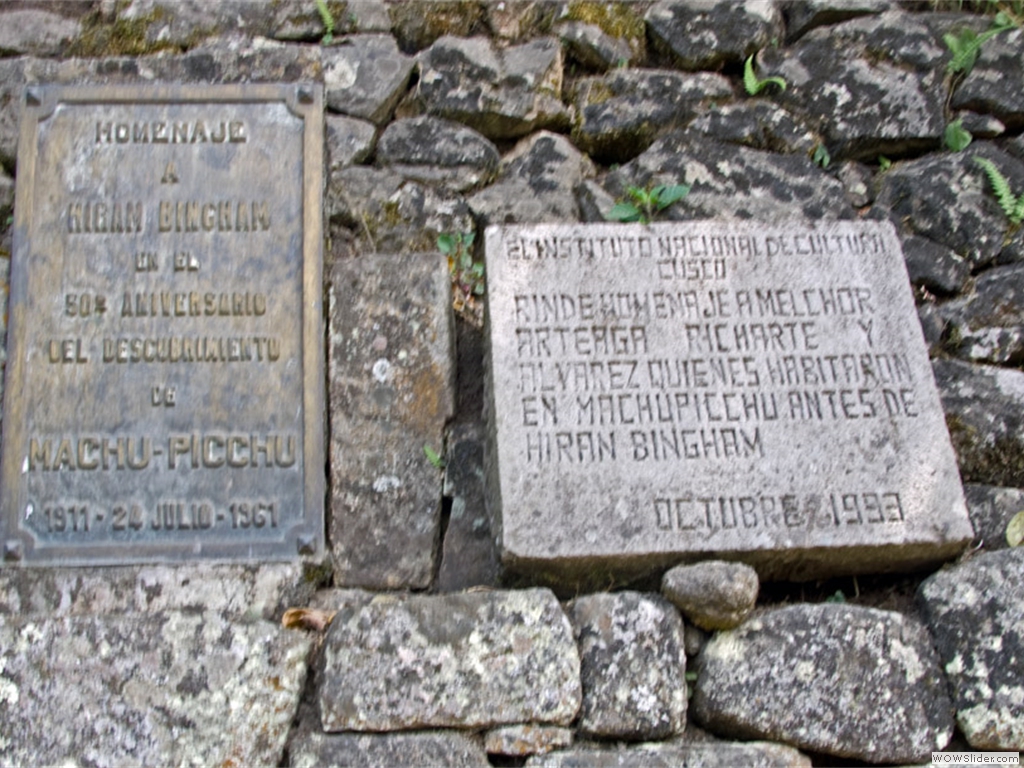 HOMENAJE
A
HIRAN BINGHAM
EN EL
50º ANIVERSARIO
DEL DESCUBRIMIENTO
DE
MACHU-PICCHU
1911 - 24 JULIO - 1961
EL INSTITUTO NACIONAL DE CULTURA
CUSCO
RINDE HOMENAJE A MELCHOR
ARTEAGA RICHARTE Y
ALVAREZ QUIENES HABITARON
EN MACHUPICCHU ANTES DE
HIRAN BINGHAM
OCTUBRE 1993
WOWSlider.com